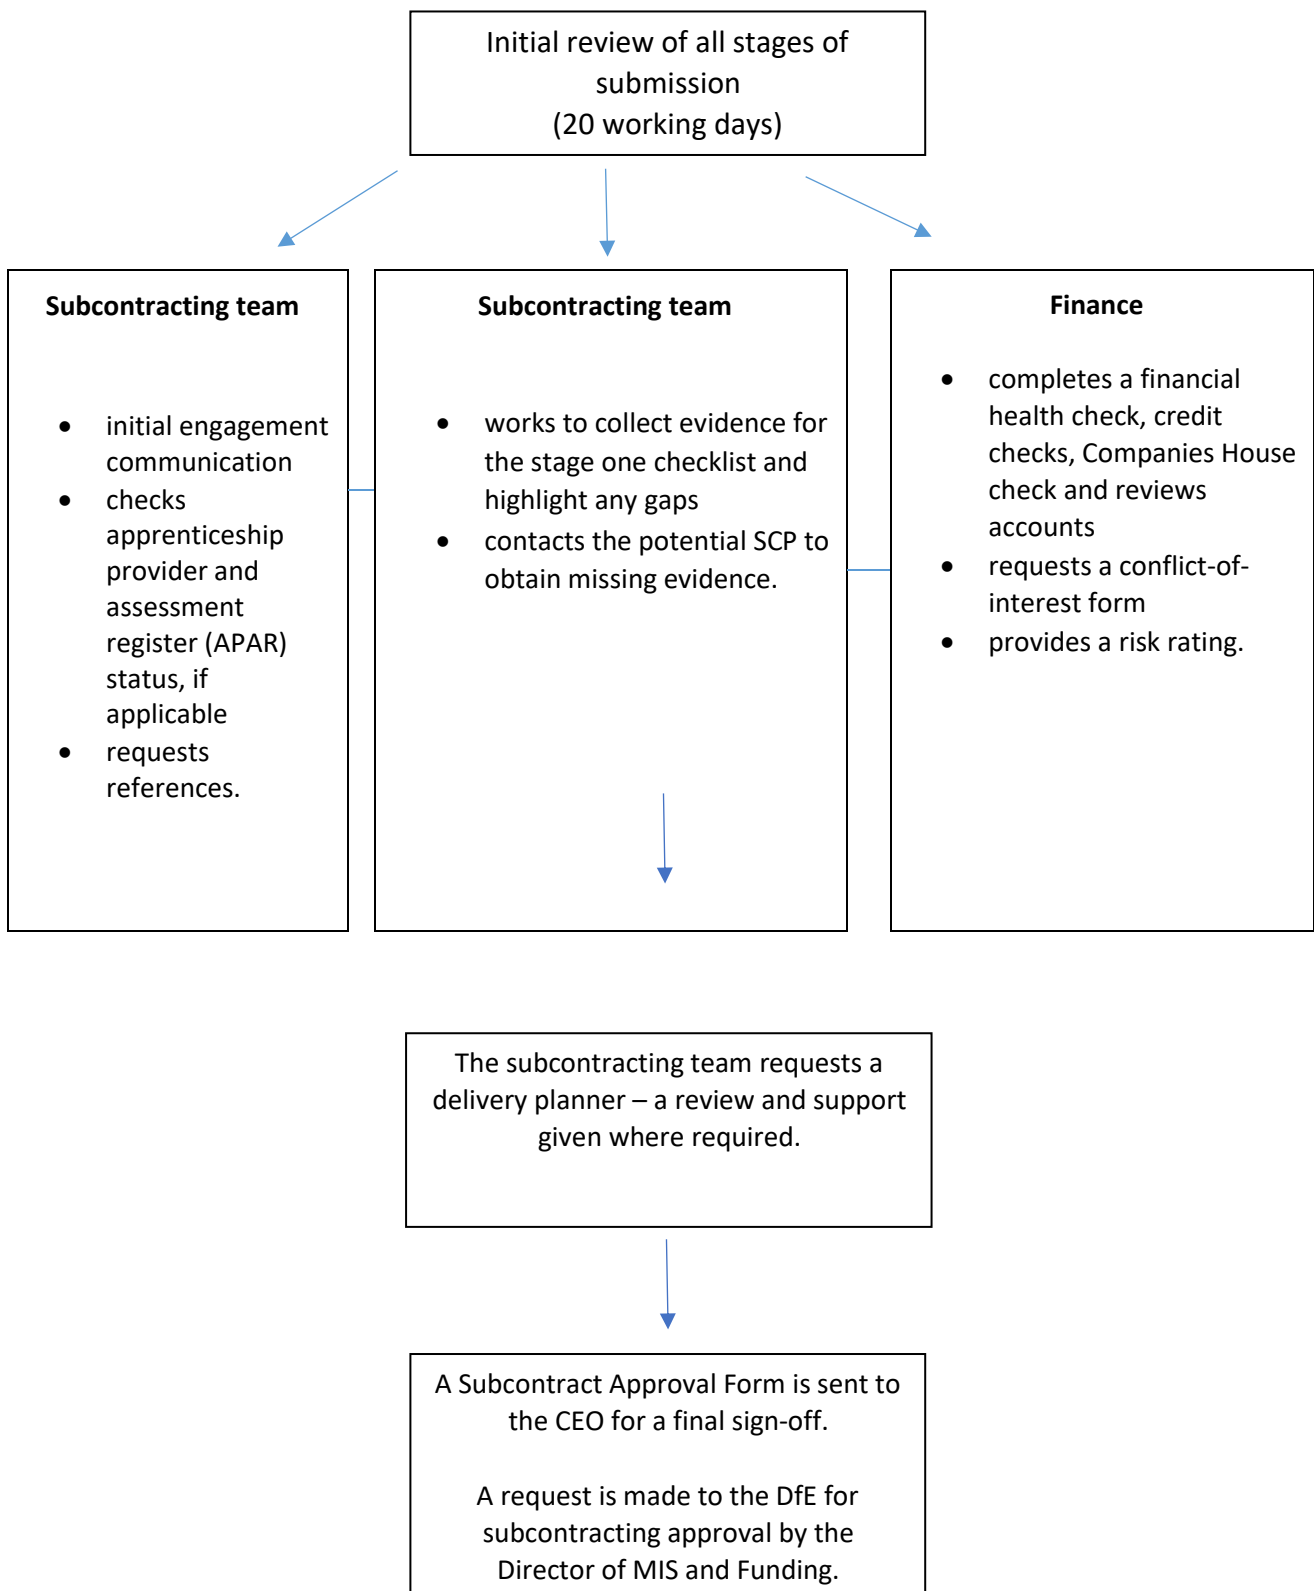 Initial review of all stages of
submission
(20 working days)
Subcontracting team
• initial engagement
communication
• checks
apprenticeship
provider and
assessment
register (APAR)
status, if
applicable
• requests
references.
Subcontracting team
• works to collect evidence for
the stage one checklist and
highlight any gaps
• contacts the potential SCP to
obtain missing evidence.
Finance
• completes a financial
health check, credit
checks, Companies House
check and reviews
accounts
• requests a conflict-of-
interest form
• provides a risk rating.
The subcontracting team requests a
delivery planner – a review and support
given where required.
A Subcontract Approval Form is sent to
the CEO for a final sign-off.
A request is made to the DfE for
subcontracting approval by the
Director of MIS and Funding.